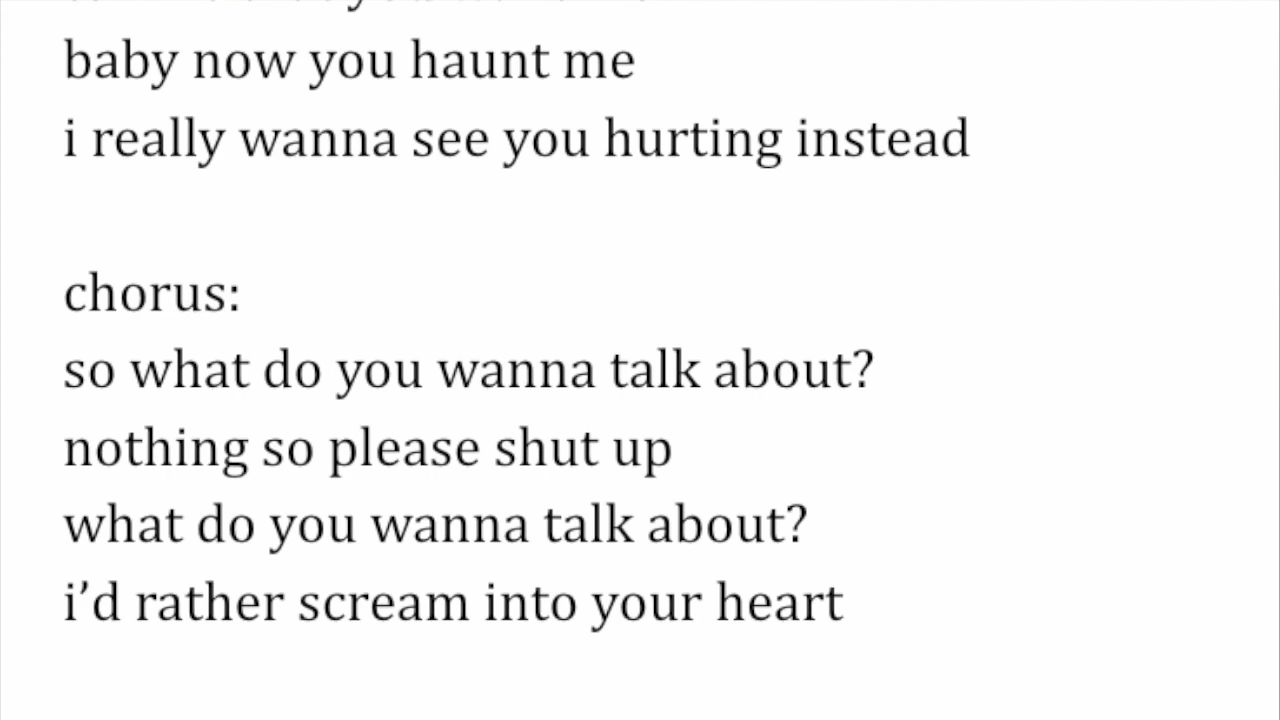 baby now you haunt me
i really wanna see you hurting instead
chorus:
so what do you wanna talk about?
nothing so please shut up
what do you wanna talk about?
i’d rather scream into your heart